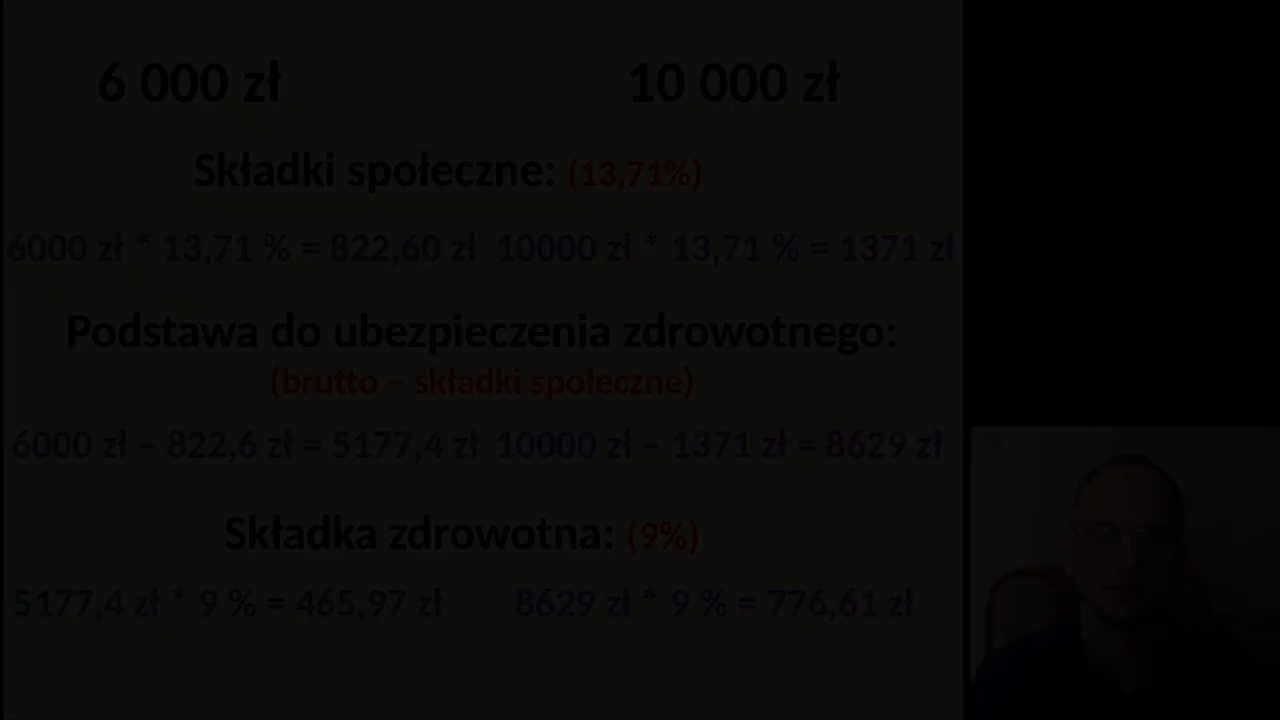 6 000 zł 10 000 zł
Składki społeczne: (13,71%)
6000 zł * 13,71 % = 822,60 zł 10000 zł * 13,71 % = 1371 zł
Podstawa do ubezpieczenia zdrowotnego:
(brutto – składki społeczne)
6000 zł – 822,6 zł = 5177,4 zł 10000 zł – 1371 zł = 8629 zł
Składka zdrowotna: (9%)
5177,4 zł * 9 % = 465,97 zł 8629 zł * 9 % = 776,61 zł